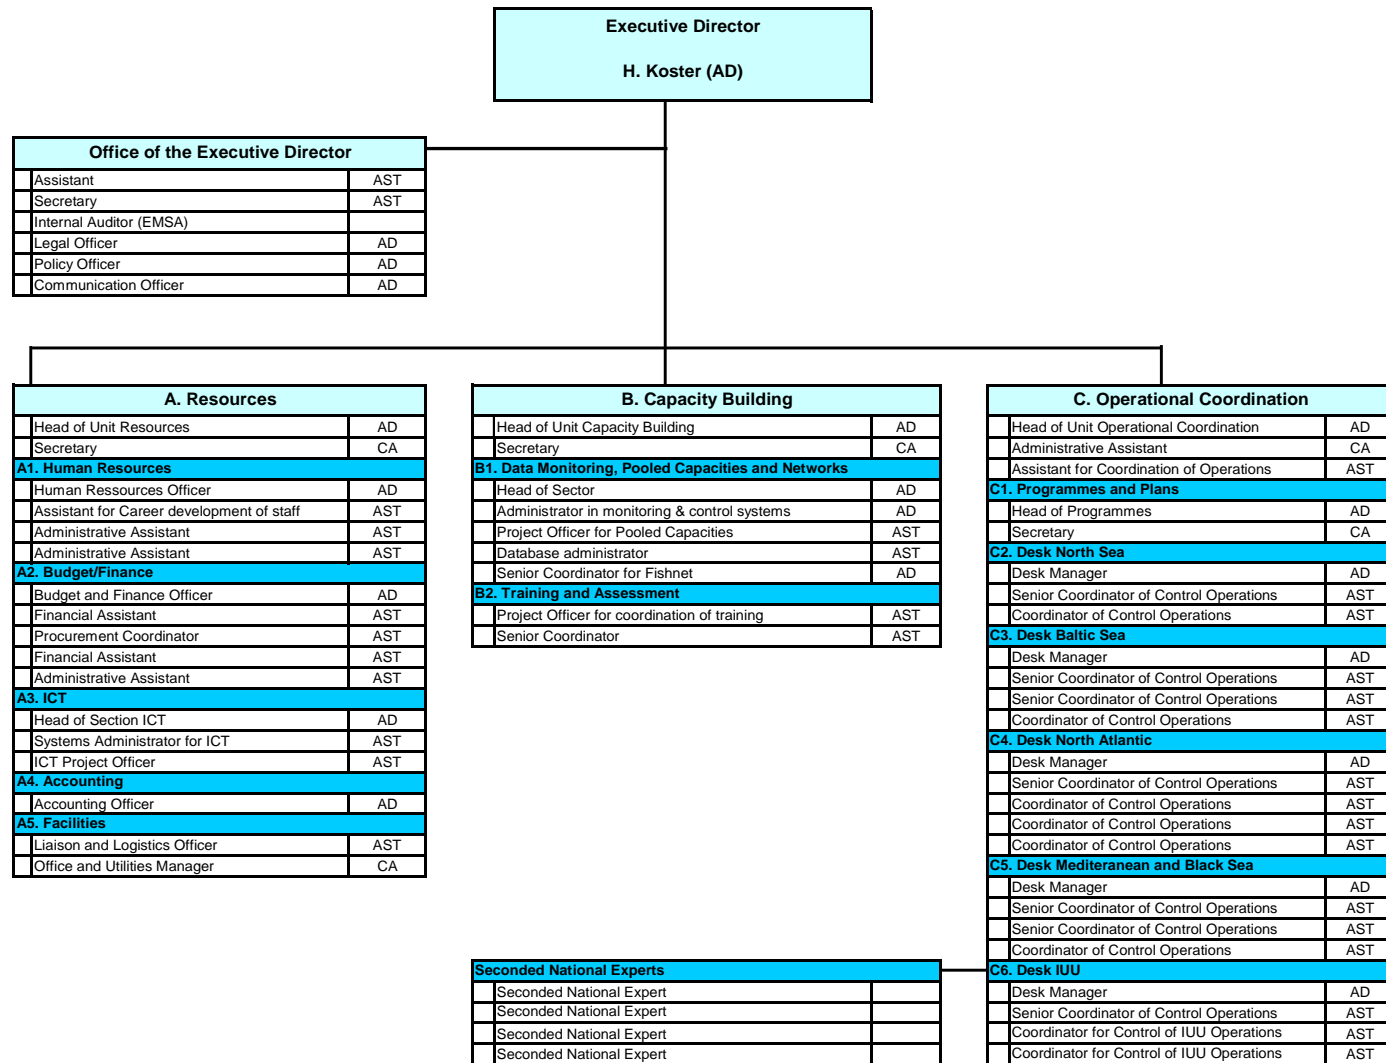 Executive Director
H. Koster (AD)
Office of the Executive Director
Assistant AST
Secretary AST
Internal Auditor (EMSA)
Legal Officer AD
Policy Officer AD
Communication Officer AD
A. Resources
Head of Unit Resources AD
Secretary CA
A1. Human Resources
Human Ressources Officer AD
Assistant for Career development of staff AST
Administrative Assistant AST
Administrative Assistant AST
A2. Budget/Finance
Budget and Finance Officer AD
Financial Assistant AST
Procurement Coordinator AST
Financial Assistant AST
Administrative Assistant AST
A3. ICT
Head of Section ICT AD
Systems Administrator for ICT AST
ICT Project Officer AST
A4. Accounting
Accounting Officer AD
A5. Facilities
Liaison and Logistics Officer AST
Office and Utilities Manager CA
B. Capacity Building
Head of Unit Capacity Building AD
Secretary CA
B1. Data Monitoring, Pooled Capacities and Networks
Head of Sector AD
Administrator in monitoring & control systems AD
Project Officer for Pooled Capacities AST
Database administrator AST
Senior Coordinator for Fishnet AD
B2. Training and Assessment
Project Officer for coordination of training AST
Senior Coordinator AST
Seconded National Experts
Seconded National Expert
Seconded National Expert
Seconded National Expert
Seconded National Expert
C. Operational Coordination
Head of Unit Operational Coordination AD
Administrative Assistant CA
Assistant for Coordination of Operations AST
C1. Programmes and Plans
Head of Programmes AD
Secretary CA
C2. Desk North Sea
Desk Manager AD
Senior Coordinator of Control Operations AST
Coordinator of Control Operations AST
C3. Desk Baltic Sea
Desk Manager AD
Senior Coordinator of Control Operations AST
Senior Coordinator of Control Operations AST
Coordinator of Control Operations AST
C4. Desk North Atlantic
Desk Manager AD
Senior Coordinator of Control Operations AST
Coordinator of Control Operations AST
Coordinator of Control Operations AST
Coordinator of Control Operations AST
C5. Desk Mediteranean and Black Sea
Desk Manager AD
Senior Coordinator of Control Operations AST
Senior Coordinator of Control Operations AST
Coordinator of Control Operations AST
C6. Desk IUU
Desk Manager AD
Senior Coordinator of Control Operations AST
Coordinator for Control of IUU Operations AST
Coordinator for Control of IUU Operations AST